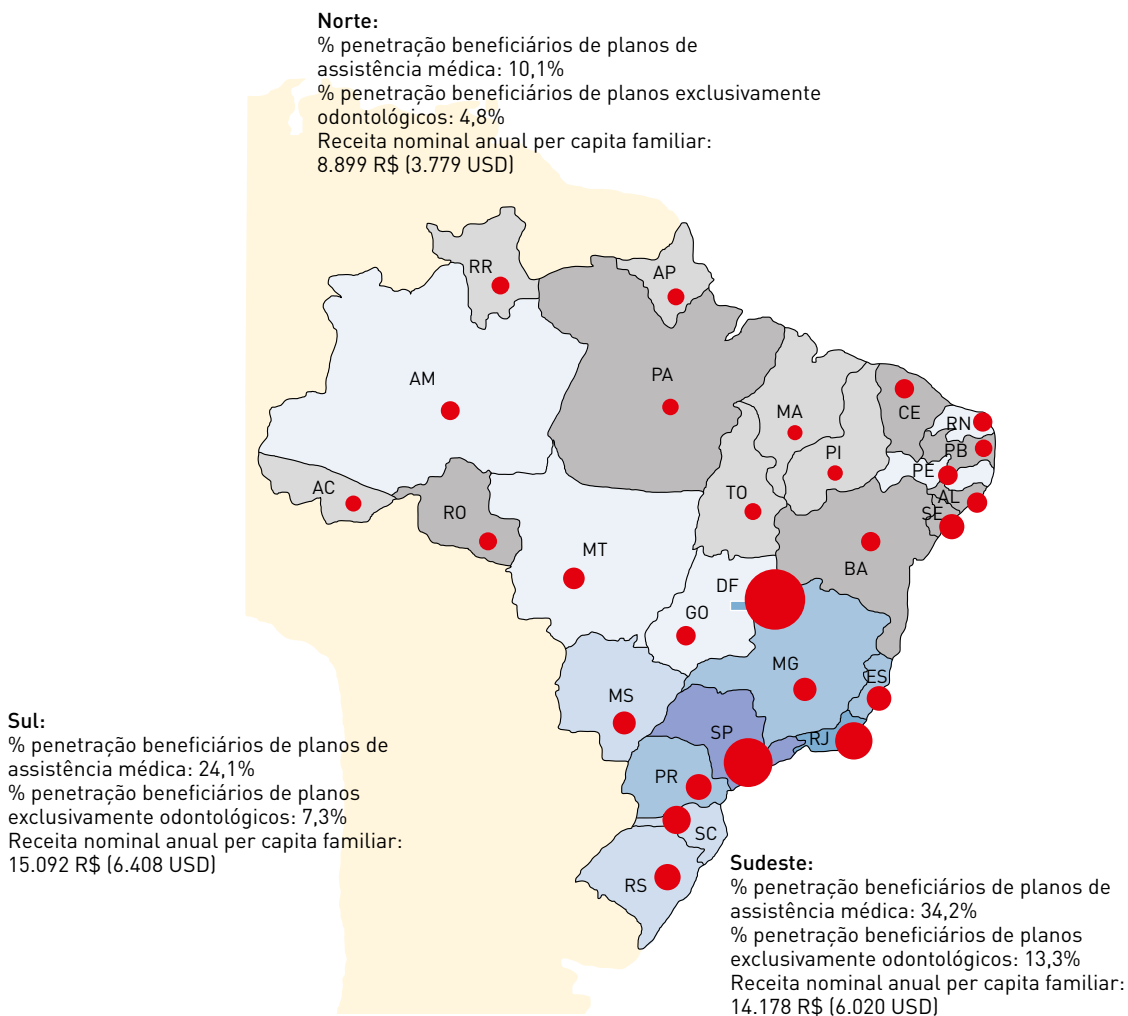 Norte:
% penetração beneficiários de planos de
assistência médica: 10,1%
% penetração beneficiários de planos exclusivamente
odontológicos: 4,8%
Receita nominal anual per capita familiar:
8.899 R$ (3.779 USD)
RR
AP
AM
PA
MA
CE
RN
PB
PI
PE
AC
TO
AL
RO
SE
MT
BA
DF
GO
MG
ES
MS
SP
RJ
PR
SC
RS
Sul:
% penetração beneficiários de planos de
assistência médica: 24,1%
% penetração beneficiários de planos
exclusivamente odontológicos: 7,3%
Receita nominal anual per capita familiar:
15.092 R$ (6.408 USD)
Sudeste:
% penetração beneficiários de planos de
assistência médica: 34,2%
% penetração beneficiários de planos
exclusivamente odontológicos: 13,3%
Receita nominal anual per capita familiar:
14.178 R$ (6.020 USD)